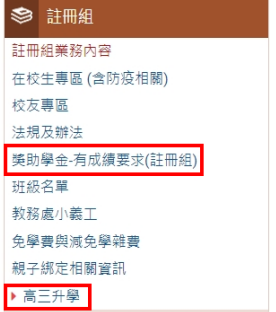 註冊組
註冊組業務內容
在校生專區 (含防疫相關)
校友專區
法規及辦法
獎助學金-有成績要求(註冊組)
班級名單
教務處小義工
免學費與減免學雜費
親子綁定相關資訊
高三升學